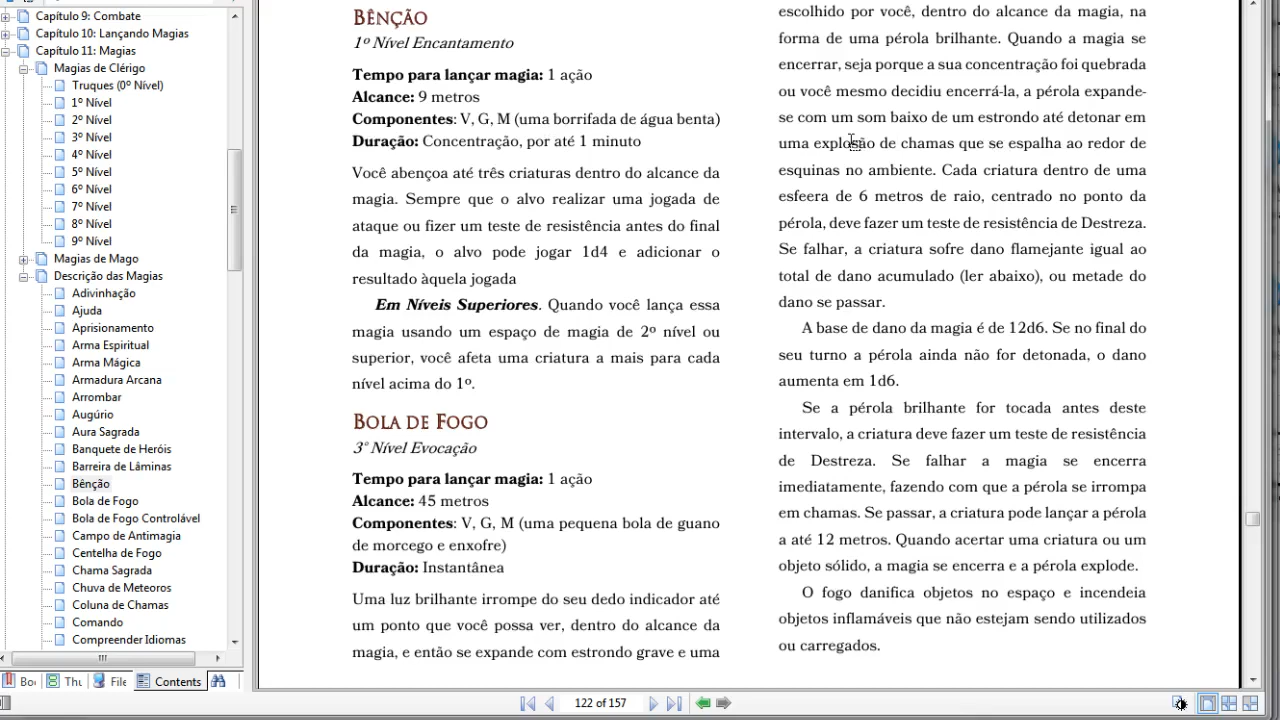 Capítulo 9: Combate
Capítulo 10: Lançando Magias
Capítulo 11: Magias
Magias de Clérigo
Truques (0º Nível)
1º Nível
2º Nível
3º Nível
4º Nível
5º Nível
6º Nível
7º Nível
8º Nível
9º Nível
Magias de Mago
Descrição das Magias
Adivinhação
Ajuda
Aprisionamento
Arma Espiritual
Arma Mágica
Armadura Arcana
Arrombar
Augúrio
Aura Sagrada
Banquete de Heróis
Barreira de Lâminas
Bênção
Bola de Fogo
Bola de Fogo Controlável
Campo de Antimagia
Centelha de Fogo
Chama Sagrada
Chuva de Meteoros
Coluna de Chamas
Comando
Compreender Idiomas
File
Contents
BÊNÇÃO
1º Nível Encantamento
Tempo para lançar magia: 1 ação
Alcance: 9 metros
Componentes: V, G, M (uma borrifada de água benta)
Duração: Concentração, por até 1 minuto
Você abençoa até três criaturas dentro do alcance da
magia. Sempre que o alvo realizar uma jogada de
ataque ou fizer um teste de resistência antes do final
da magia, o alvo pode jogar 1d4 e adicionar o
resultado àquela jogada
Em Níveis Superiores. Quando você lança essa
magia usando um espaço de magia de 2º nível ou
superior, você afeta uma criatura a mais para cada
nível acima do 1º.
BOLA DE FOGO
3° Nível Evocação
Tempo para lançar magia: 1 ação
Alcance: 45 metros
Componentes: V, G, M (uma pequena bola de guano
de morcego e enxofre)
Duração: Instantânea
Uma luz brilhante irrompe do seu dedo indicador até
um ponto que você possa ver, dentro do alcance da
magia, e então se expande com estrondo grave e uma
escolhido por você, dentro do alcance da magia, na
forma de uma pérola brilhante. Quando a magia se
encerrar, seja porque a sua concentração foi quebrada
ou você mesmo decidiu encerrá-la, a pérola expande-
se com um som baixo de um estrondo até detonar em
uma explosão de chamas que se espalha ao redor de
esquinas no ambiente. Cada criatura dentro de uma
esfeera de 6 metros de raio, centrado no ponto da
pérola, deve fazer um teste de resistência de Destreza.
Se falhar, a criatura sofre dano flamejante igual ao
total de dano acumulado (ler abaixo), ou metade do
dano se passar.
A base de dano da magia é de 12d6. Se no final do
seu turno a pérola ainda não for detonada, o dano
aumenta em 1d6.
Se a pérola brilhante for tocada antes deste
intervalo, a criatura deve fazer um teste de resistência
de Destreza. Se falhar a magia se encerra
imediatamente, fazendo com que a pérola se irrompa
em chamas. Se passar, a criatura pode lançar a pérola
a até 12 metros. Quando acertar uma criatura ou um
objeto sólido, a magia se encerra e a pérola explode.
O fogo danifica objetos no espaço e incendeia
objetos inflamáveis que não estejam sendo utilizados
ou carregados.
122 of 157